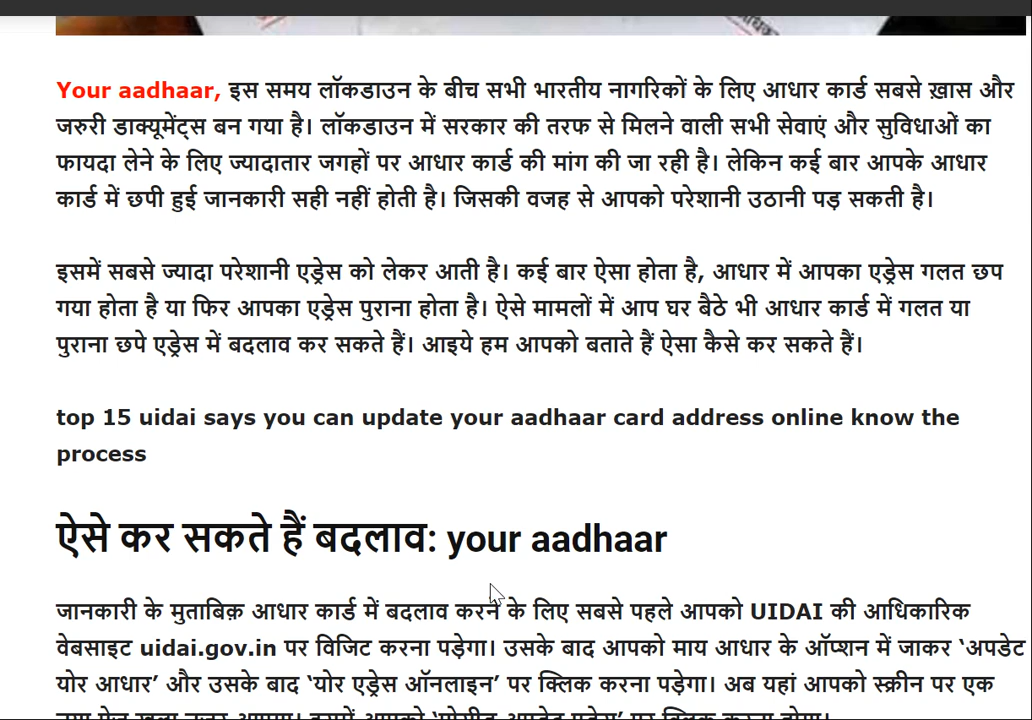 Your aadhaar, इस समय लॉकडाउन के बीच सभी भारतीय नागरिकों के लिए आधार कार्ड सबसे ख़ास और
जरुरी डाक्यूमेंट्स बन गया है। लॉकडाउन में सरकार की तरफ से मिलने वाली सभी सेवाएं और सुविधाओं का
फायदा लेने के लिए ज्यादातार जगहों पर आधार कार्ड की मांग की जा रही है। लेकिन कई बार आपके आधार
कार्ड में छपी हुई जानकारी सही नहीं होती है। जिसकी वजह से आपको परेशानी उठानी पड़ सकती है।
इसमें सबसे ज्यादा परेशानी एड्रेस को लेकर आती है। कई बार ऐसा होता है, आधार में आपका एड्रेस गलत छप
गया होता है या फिर आपका एड्रेस पुराना होता है। ऐसे मामलों में आप घर बैठे भी आधार कार्ड में गलत या
पुराना छपे एड्रेस में बदलाव कर सकते हैं। आइये हम आपको बताते हैं ऐसा कैसे कर सकते हैं।
top 15 uidai says you can update your aadhaar card address online know the
process
ऐसे कर सकते हैं बदलाव: your aadhaar
जानकारी के मुताबिक़ आधार कार्ड में बदलाव करने के लिए सबसे पहले आपको UIDAI की आधिकारिक
वेबसाइट uidai.gov.in पर विजिट करना पड़ेगा। उसके बाद आपको माय आधार के ऑप्शन में जाकर ‘अपडेट
योर आधार’ और उसके बाद ‘योर एड्रेस ऑनलाइन’ पर क्लिक करना पड़ेगा। अब यहां आपको स्क्रीन पर एक